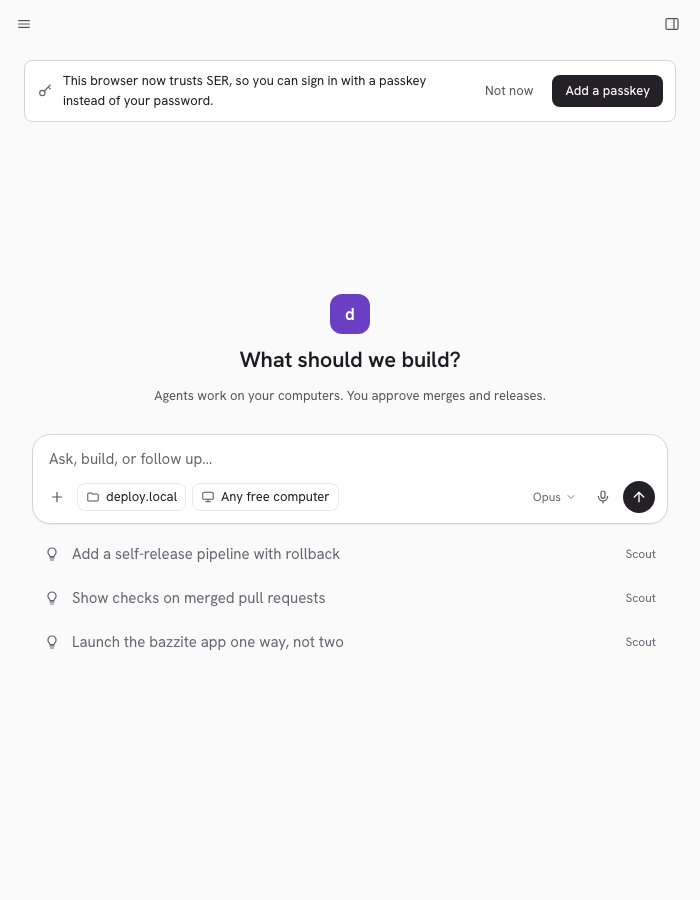 This browser now trusts SER, so you can sign in with a passkey
instead of your password.
Not now
Add a passkey
d
What should we build?
Agents work on your computers. You approve merges and releases.
Ask, build, or follow up…
deploy.local
Any free computer
Opus
Add a self-release pipeline with rollback
Scout
Show checks on merged pull requests
Scout
Launch the bazzite app one way, not two
Scout